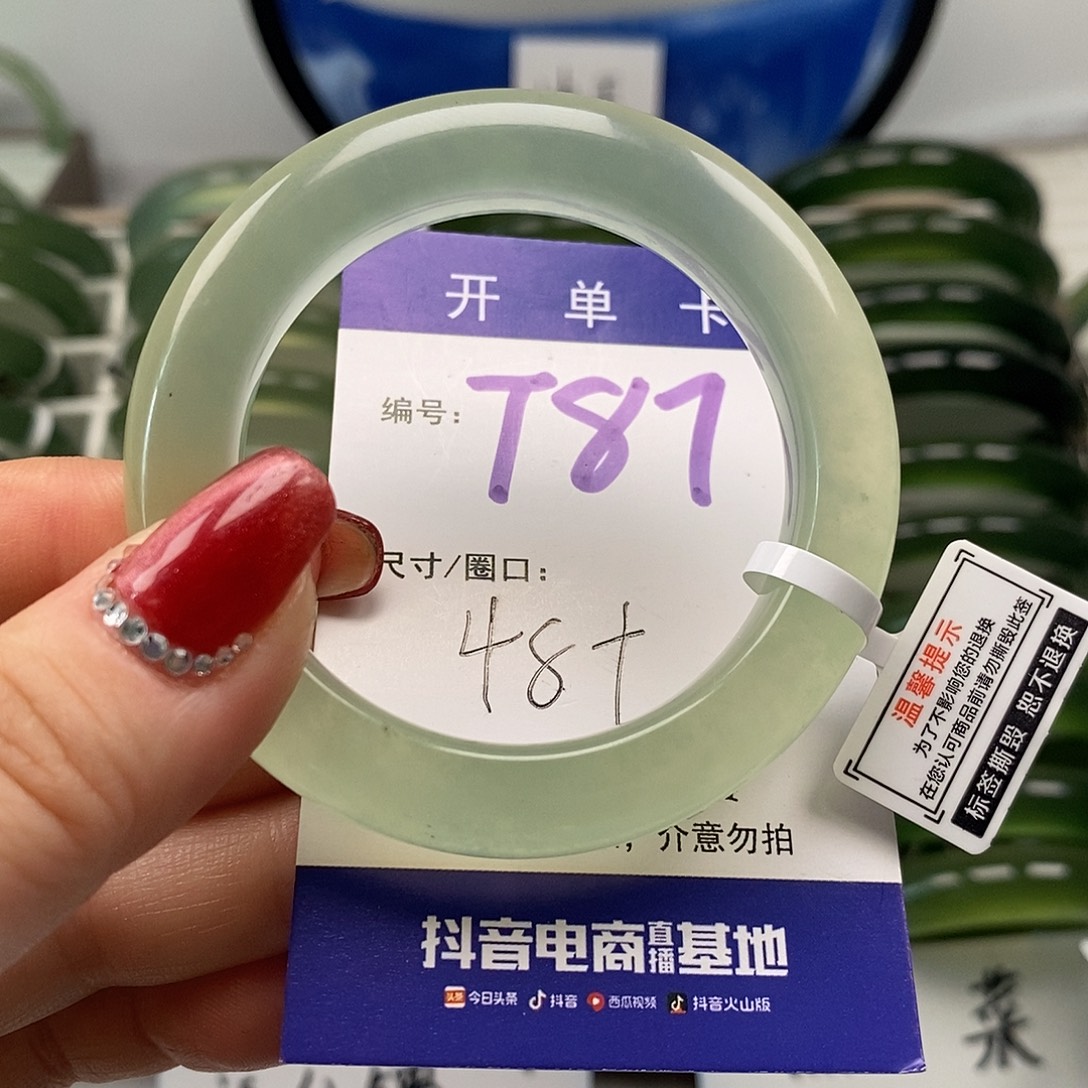 开单卡
编号：T87
尺寸/圈口：
48+
介意勿拍
抖音电商直播基地
头条 今日头条 抖音 西瓜视频 抖音火山版
温馨提示
为了不影响您的退换
在您认可商品前请勿撕毁此签
标签撕毁 恕不退换
菜